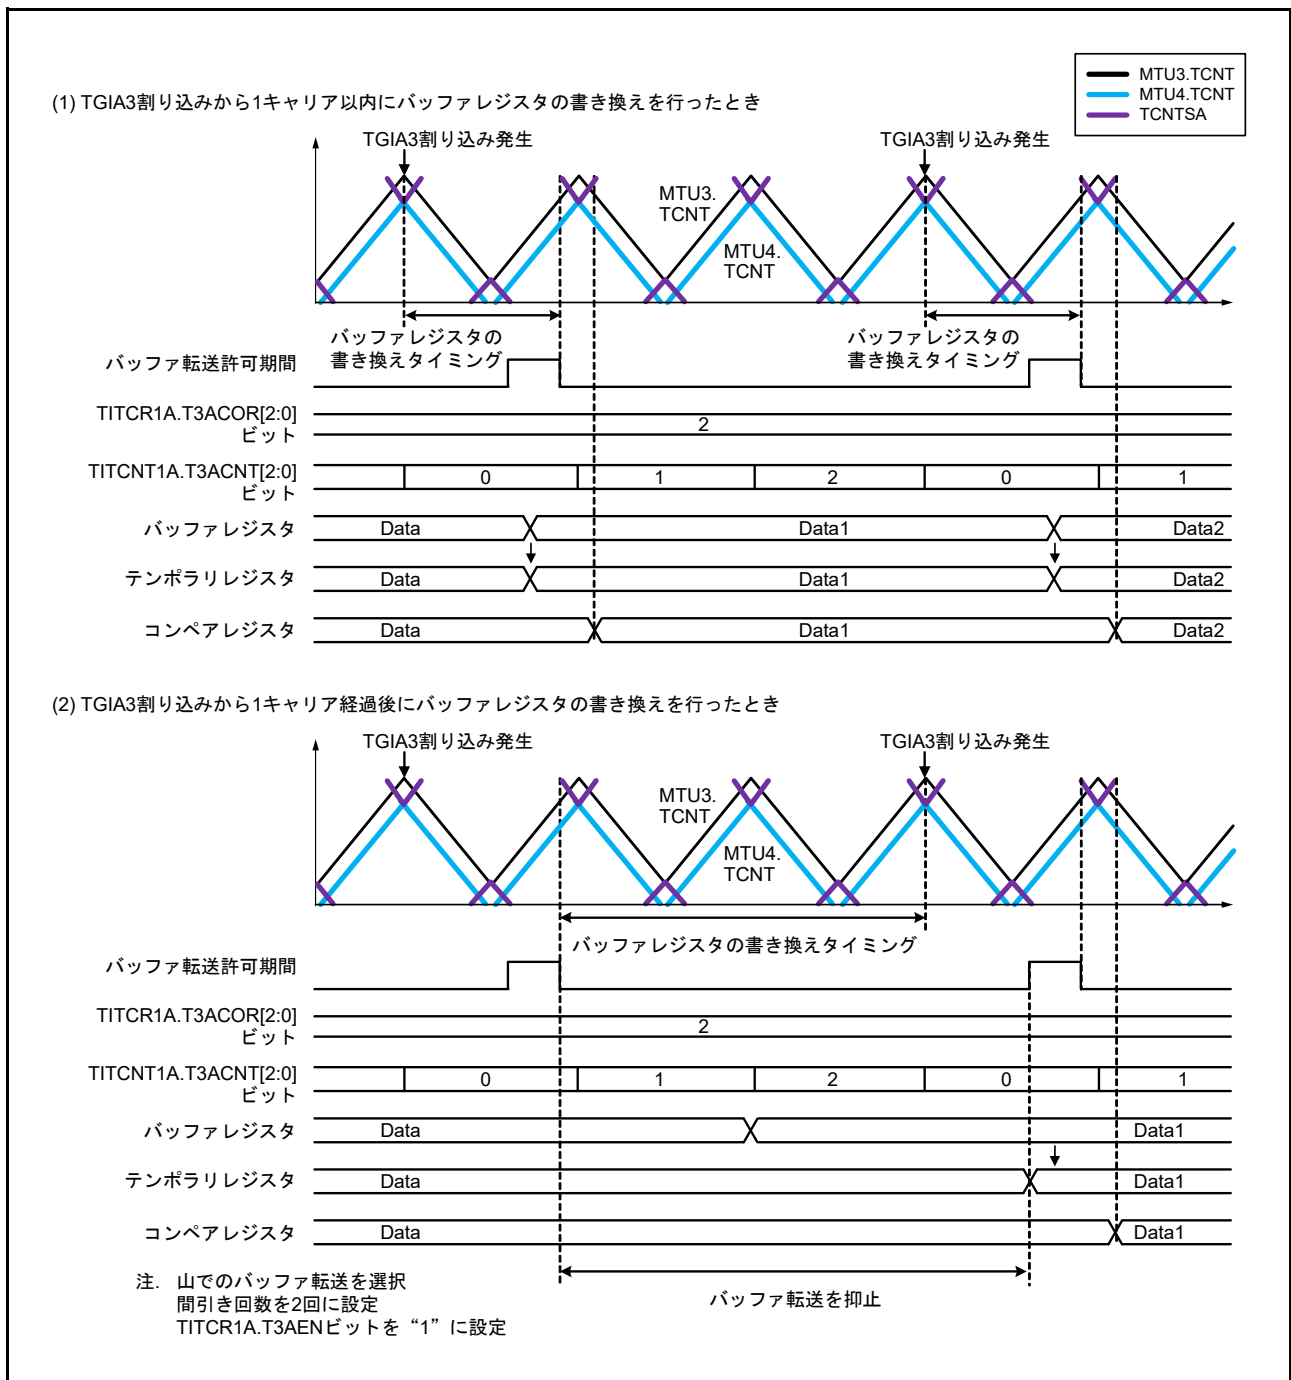 MTU3.TCNT
MTU4.TCNT
TCNTSA
(1) TGIA3割り込みから1キャリア以内にバッファレジスタの書き換えを行ったとき
TGIA3割り込み発生
TGIA3割り込み発生
MTU3.
TCNT
MTU4.
TCNT
バッファレジスタの
書き換えタイミング
バッファレジスタの
書き換えタイミング
バッファ転送許可期間
TITCR1A.T3ACOR[2:0]
ビット
2
TITCNT1A.T3ACNT[2:0]
ビット
0 1 2 0 1
バッファレジスタ Data Data1 Data2
テンポラリレジスタ Data Data1 Data2
コンペアレジスタ Data Data1 Data2
(2) TGIA3割り込みから1キャリア経過後にバッファレジスタの書き換えを行ったとき
TGIA3割り込み発生
TGIA3割り込み発生
MTU3.
TCNT
MTU4.
TCNT
バッファレジスタの書き換えタイミング
バッファ転送許可期間
TITCR1A.T3ACOR[2:0]
ビット
2
TITCNT1A.T3ACNT[2:0]
ビット
0 1 2 0 1
バッファレジスタ Data Data1
テンポラリレジスタ Data Data1
コンペアレジスタ Data Data1
バッファ転送を抑止
注. 山でのバッファ転送を選択
間引き回数を2回に設定
TITCR1A.T3AENビットを“1”に設定